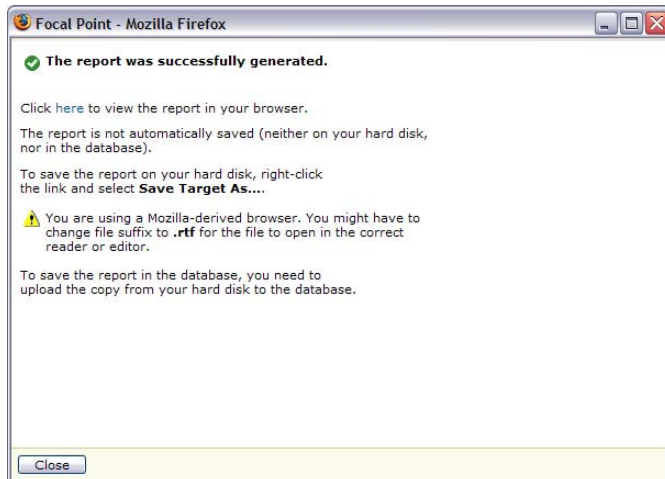 Focal Point - Mozilla Firefox
The report was successfully generated.
Click here to view the report in your browser.
The report is not automatically saved (neither on your hard disk,
nor in the database).
To save the report on your hard disk, right-click
the link and select Save Target As....
You are using a Mozilla-derived browser. You might have to
change file suffix to .rtf for the file to open in the correct
reader or editor.
To save the report in the database, you need to
upload the copy from your hard disk to the database.
Close